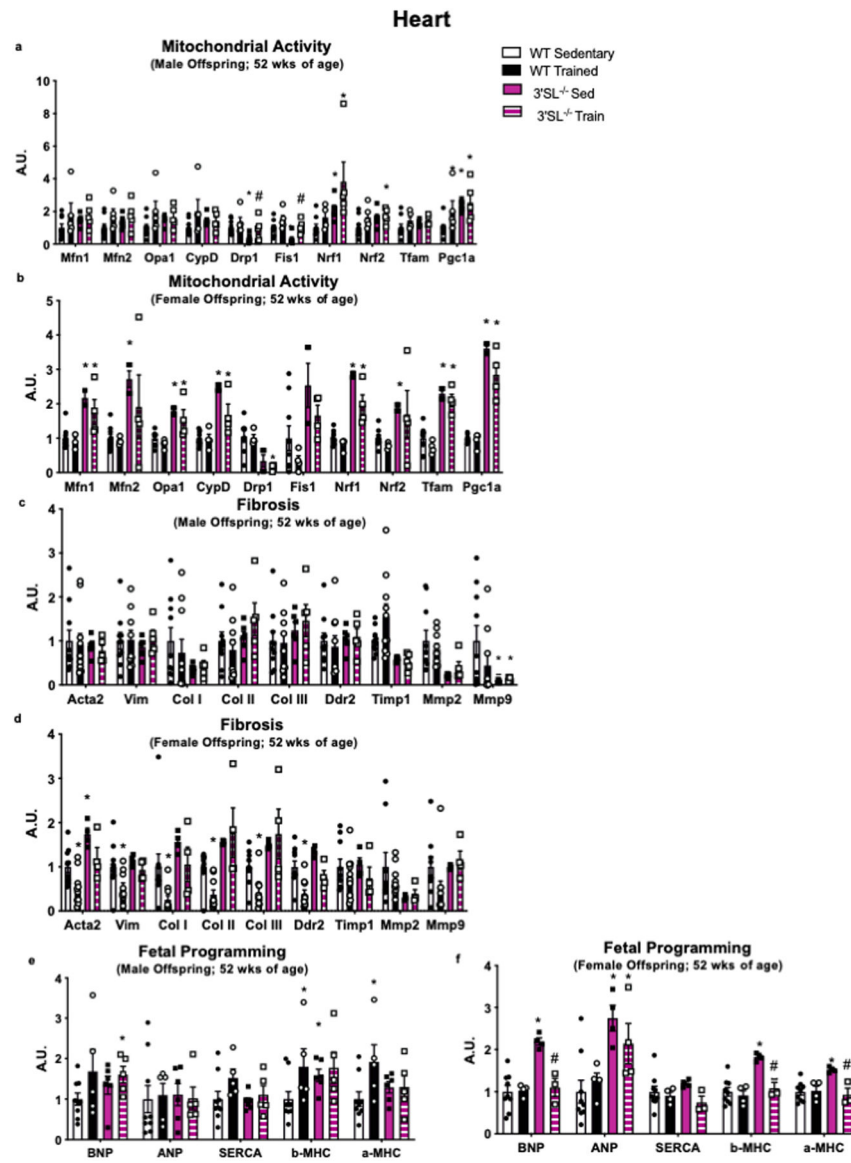 Heart
a
Mitochondrial Activity
(Male Offspring; 52 wks of age)
WT Sedentary
WT Trained
3'SL-/- Sed
3'SL-/- Train
A.U.
10
8
6
4
2
0
* # # * * * * * *
Mfn1 Mfn2 Opa1 CypD Drp1 Fis1 Nrf1 Nrf2 Tfam Pgc1a
b
Mitochondrial Activity
(Female Offspring; 52 wks of age)
A.U.
5
4
3
2
1
0
* * * * * * * * * * * * * * *
Mfn1 Mfn2 Opa1 CypD Drp1 Fis1 Nrf1 Nrf2 Tfam Pgc1a
c
Fibrosis
(Male Offspring; 52 wks of age)
A.U.
4
3
2
1
0
* *
Acta2 Vim Col I Col II Col III Ddr2 Timp1 Mmp2 Mmp9
d
Fibrosis
(Female Offspring; 52 wks of age)
A.U.
4
3
2
1
0
* * * * * * *
Acta2 Vim Col I Col II Col III Ddr2 Timp1 Mmp2 Mmp9
e
Fetal Programming
(Male Offspring; 52 wks of age)
A.U.
4
3
2
1
0
* * * *
BNP ANP SERCA b-MHC a-MHC
f
Fetal Programming
(Female Offspring; 52 wks of age)
A.U.
4
3
2
1
0
* # * * * # * #
BNP ANP SERCA b-MHC a-MHC